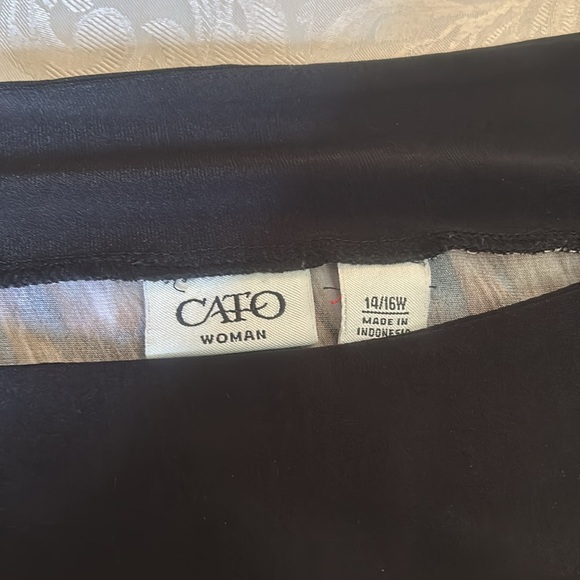 CATO
WOMAN
14/16W
MADE IN
INDONESIA